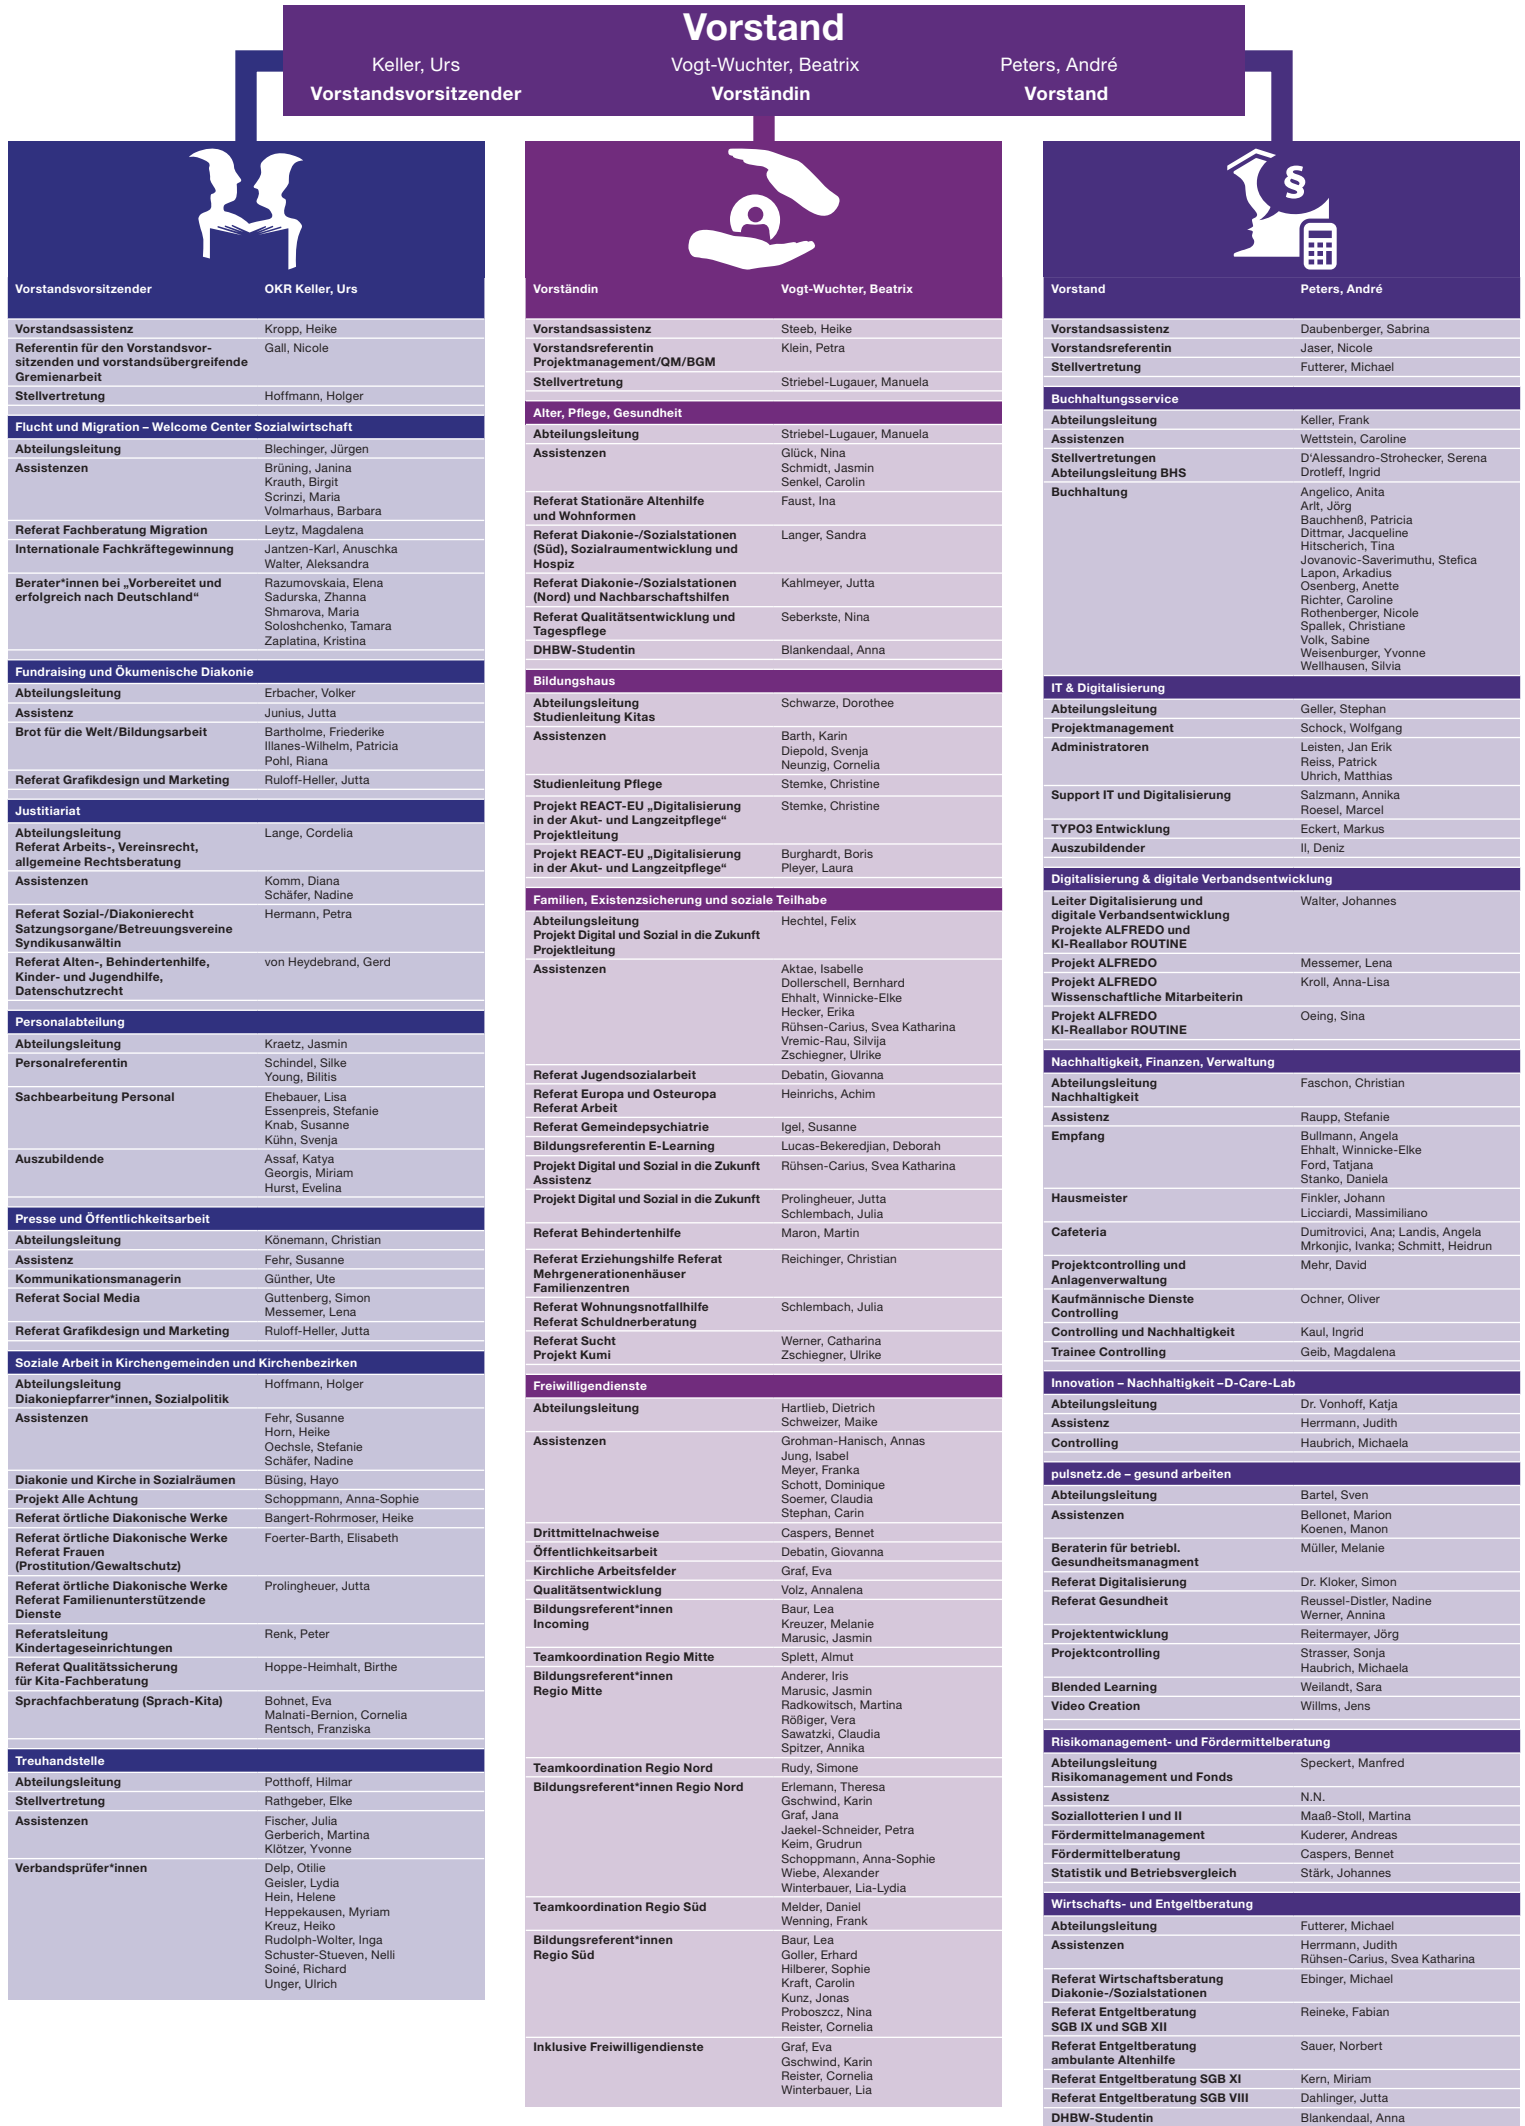 Vorstand
Keller, Urs
Vorstandsvorsitzender
Vogt-Wuchter, Beatrix
Vorständin
Peters, André
Vorstand
Vorstandsvorsitzender OKR Keller, Urs
Vorstandsassistenz Kropp, Heike
Referentin für den Vorstandsvor- Gall, Nicole
sitzenden und vorstandsübergreifende
Gremienarbeit
Stellvertretung Hoffmann, Holger
Flucht und Migration – Welcome Center Sozialwirtschaft
Abteilungsleitung Blechinger, Jürgen
Assistenzen Brüning, Janina
Krauth, Birgit
Scrinzi, Maria
Volmarhaus, Barbara
Referat Fachberatung Migration Leytz, Magdalena
Internationale Fachkräftegewinnung Jantzen-Karl, Anuschka
Walter, Aleksandra
Berater*innen bei „Vorbereitet und Razumovskaia, Elena
erfolgreich nach Deutschland“ Sadurska, Zhanna
Shmarova, Maria
Soloshchenko, Tamara
Zaplatina, Kristina
Fundraising und Ökumenische Diakonie
Abteilungsleitung Erbacher, Volker
Assistenz Junius, Jutta
Brot für die Welt/Bildungsarbeit Bartholme, Friederike
Illanes-Wilhelm, Patricia
Pohl, Riana
Referat Grafikdesign und Marketing Ruloff-Heller, Jutta
Justitiariat
Abteilungsleitung Lange, Cordelia
Referat Arbeits-, Vereinsrecht,
allgemeine Rechtsberatung
Assistenzen Komm, Diana
Schäfer, Nadine
Referat Sozial-/Diakonierecht Hermann, Petra
Satzungsorgane/Betreuungsvereine
Syndikusanwältin
Referat Alten-, Behindertenhilfe, von Heydebrand, Gerd
Kinder- und Jugendhilfe,
Datenschutzrecht
Personalabteilung
Abteilungsleitung Kraetz, Jasmin
Personalreferentin Schindel, Silke
Young, Bilitis
Sachbearbeitung Personal Ehebauer, Lisa
Essenpreis, Stefanie
Knab, Susanne
Kühn, Svenja
Auszubildende Assaf, Katya
Georgis, Miriam
Hurst, Evelina
Presse und Öffentlichkeitsarbeit
Abteilungsleitung Könemann, Christian
Assistenz Fehr, Susanne
Kommunikationsmanagerin Günther, Ute
Referat Social Media Guttenberg, Simon
Messemer, Lena
Referat Grafikdesign und Marketing Ruloff-Heller, Jutta
Soziale Arbeit in Kirchengemeinden und Kirchenbezirken
Abteilungsleitung Hoffmann, Holger
Diakoniepfarrer*innen, Sozialpolitik
Assistenzen Fehr, Susanne
Horn, Heike
Oechsle, Stefanie
Schäfer, Nadine
Diakonie und Kirche in Sozialräumen Büsing, Hayo
Projekt Alle Achtung Schoppmann, Anna-Sophie
Referat örtliche Diakonische Werke Bangert-Rohrmoser, Heike
Referat örtliche Diakonische Werke Foerter-Barth, Elisabeth
Referat Frauen
(Prostitution/Gewaltschutz)
Referat örtliche Diakonische Werke Prolingheuer, Jutta
Referat Familienunterstützende
Dienste
Referatsleitung Renk, Peter
Kindertageseinrichtungen
Referat Qualitätssicherung Hoppe-Heimhalt, Birthe
für Kita-Fachberatung
Sprachfachberatung (Sprach-Kita) Bohnet, Eva
Malnati-Bernion, Cornelia
Rentsch, Franziska
Treuhandstelle
Abteilungsleitung Potthoff, Hilmar
Stellvertretung Rathgeber, Elke
Assistenzen Fischer, Julia
Gerberich, Martina
Klötzer, Yvonne
Verbandsprüfer*innen Delp, Otilie
Geisler, Lydia
Hein, Helene
Heppekausen, Myriam
Kreuz, Heiko
Rudolph-Wolter, Inga
Schuster-Stueven, Nelli
Soiné, Richard
Unger, Ulrich
Vorständin Vogt-Wuchter, Beatrix
Vorstandsassistenz Steeb, Heike
Vorstandsreferentin Klein, Petra
Projektmanagement/QM/BGM
Stellvertretung Striebel-Lugauer, Manuela
Alter, Pflege, Gesundheit
Abteilungsleitung Striebel-Lugauer, Manuela
Assistenzen Glück, Nina
Schmidt, Jasmin
Senkel, Carolin
Referat Stationäre Altenhilfe Faust, Ina
und Wohnformen
Referat Diakonie-/Sozialstationen Langer, Sandra
(Süd), Sozialraumentwicklung und
Hospiz
Referat Diakonie-/Sozialstationen Kahlmeyer, Jutta
(Nord) und Nachbarschaftshilfen
Referat Qualitätsentwicklung und Seberkste, Nina
Tagespflege
DHBW-Studentin Blankendaal, Anna
Bildungshaus
Abteilungsleitung Schwarze, Dorothee
Studienleitung Kitas
Assistenzen Barth, Karin
Diepold, Svenja
Neunzig, Cornelia
Studienleitung Pflege Stemke, Christine
Projekt REACT-EU „Digitalisierung Stemke, Christine
in der Akut- und Langzeitpflege“
Projektleitung
Projekt REACT-EU „Digitalisierung Burghardt, Boris
in der Akut- und Langzeitpflege“ Pleyer, Laura
Familien, Existenzsicherung und soziale Teilhabe
Abteilungsleitung Hechtel, Felix
Projekt Digital und Sozial in die Zukunft
Projektleitung
Assistenzen Aktae, Isabelle
Dollerschell, Bernhard
Ehhalt, Winnicke-Elke
Hecker, Erika
Rühsen-Carius, Svea Katharina
Vremic-Rau, Silvija
Zschiegner, Ulrike
Referat Jugendsozialarbeit Debatin, Giovanna
Referat Europa und Osteuropa Heinrichs, Achim
Referat Arbeit
Referat Gemeindepsychiatrie Igel, Susanne
Bildungsreferentin E-Learning Lucas-Bekeredjian, Deborah
Projekt Digital und Sozial in die Zukunft Rühsen-Carius, Svea Katharina
Assistenz
Projekt Digital und Sozial in die Zukunft Prolingheuer, Jutta
Schlembach, Julia
Referat Behindertenhilfe Maron, Martin
Referat Erziehungshilfe Referat Reichinger, Christian
Mehrgenerationenhäuser
Familienzentren
Referat Wohnungsnotfallhilfe Schlembach, Julia
Referat Schuldnerberatung
Referat Sucht Werner, Catharina
Projekt Kumi Zschiegner, Ulrike
Freiwilligendienste
Abteilungsleitung Hartlieb, Dietrich
Schweizer, Maike
Assistenzen Grohman-Hanisch, Annas
Jung, Isabel
Meyer, Franka
Schott, Dominique
Soemer, Claudia
Stephan, Carin
Drittmittelnachweise Caspers, Bennet
Öffentlichkeitsarbeit Debatin, Giovanna
Kirchliche Arbeitsfelder Graf, Eva
Qualitätsentwicklung Volz, Annalena
Bildungsreferent*innen Baur, Lea
Incoming Kreuzer, Melanie
Marusic, Jasmin
Teamkoordination Regio Mitte Splett, Almut
Bildungsreferent*innen Anderer, Iris
Regio Mitte Marusic, Jasmin
Radkowitsch, Martina
Rößiger, Vera
Sawatzki, Claudia
Spitzer, Annika
Teamkoordination Regio Nord Rudy, Simone
Bildungsreferent*innen Regio Nord Erlemann, Theresa
Gschwind, Karin
Graf, Jana
Jaekel-Schneider, Petra
Keim, Grudrun
Schoppmann, Anna-Sophie
Wiebe, Alexander
Winterbauer, Lia-Lydia
Teamkoordination Regio Süd Melder, Daniel
Wenning, Frank
Bildungsreferent*innen Baur, Lea
Regio Süd Goller, Erhard
Hilberer, Sophie
Kraft, Carolin
Kunz, Jonas
Proboszcz, Nina
Reister, Cornelia
Inklusive Freiwilligendienste Graf, Eva
Gschwind, Karin
Reister, Cornelia
Winterbauer, Lia
§
Vorstand Peters, André
Vorstandsassistenz Daubenberger, Sabrina
Vorstandsreferentin Jaser, Nicole
Stellvertretung Futterer, Michael
Buchhaltungsservice
Abteilungsleitung Keller, Frank
Assistenzen Wettstein, Caroline
Stellvertretungen D‘Alessandro-Strohecker, Serena
Abteilungsleitung BHS Drotleff, Ingrid
Buchhaltung Angelico, Anita
Arlt, Jörg
Bauchhenß, Patricia
Dittmar, Jacqueline
Hitscherich, Tina
Jovanovic-Saverimuthu, Stefica
Lapon, Arkadius
Osenberg, Anette
Richter, Caroline
Rothenberger, Nicole
Spallek, Christiane
Volk, Sabine
Weisenburger, Yvonne
Wellhausen, Silvia
IT & Digitalisierung
Abteilungsleitung Geller, Stephan
Projektmanagement Schock, Wolfgang
Administratoren Leisten, Jan Erik
Reiss, Patrick
Uhrich, Matthias
Support IT und Digitalisierung Salzmann, Annika
Roesel, Marcel
TYPO3 Entwicklung Eckert, Markus
Auszubildender Il, Deniz
Digitalisierung & digitale Verbandsentwicklung
Leiter Digitalisierung und Walter, Johannes
digitale Verbandsentwicklung
Projekte ALFREDO und
KI-Reallabor ROUTINE
Projekt ALFREDO Messemer, Lena
Projekt ALFREDO Kroll, Anna-Lisa
Wissenschaftliche Mitarbeiterin
Projekt ALFREDO Oeing, Sina
KI-Reallabor ROUTINE
Nachhaltigkeit, Finanzen, Verwaltung
Abteilungsleitung Faschon, Christian
Nachhaltigkeit
Assistenz Raupp, Stefanie
Empfang Bullmann, Angela
Ehhalt, Winnicke-Elke
Ford, Tatjana
Stanko, Daniela
Hausmeister Finkler, Johann
Licciardi, Massimiliano
Cafeteria Dumitrovici, Ana; Landis, Angela
Mrkonjic, Ivanka; Schmitt, Heidrun
Projektcontrolling und Mehr, David
Anlagenverwaltung
Kaufmännische Dienste Ochner, Oliver
Controlling
Controlling und Nachhaltigkeit Kaul, Ingrid
Trainee Controlling Geib, Magdalena
Innovation – Nachhaltigkeit –D-Care-Lab
Abteilungsleitung Dr. Vonhoff, Katja
Assistenz Herrmann, Judith
Controlling Haubrich, Michaela
pulsnetz.de – gesund arbeiten
Abteilungsleitung Bartel, Sven
Assistenzen Bellonet, Marion
Koenen, Manon
Beraterin für betriebl. Müller, Melanie
Gesundheitsmanagment
Referat Digitalisierung Dr. Kloker, Simon
Referat Gesundheit Reussel-Distler, Nadine
Werner, Annina
Projektentwicklung Reitermayer, Jörg
Projektcontrolling Strasser, Sonja
Haubrich, Michaela
Blended Learning Weilandt, Sara
Video Creation Willms, Jens
Risikomanagement- und Fördermittelberatung
Abteilungsleitung Speckert, Manfred
Risikomanagement und Fonds
Assistenz N.N.
Soziallotterien I und II Maaß-Stoll, Martina
Fördermittelmanagement Kuderer, Andreas
Fördermittelberatung Caspers, Bennet
Statistik und Betriebsvergleich Stärk, Johannes
Wirtschafts- und Entgeltberatung
Abteilungsleitung Futterer, Michael
Assistenzen Herrmann, Judith
Rühsen-Carius, Svea Katharina
Referat Wirtschaftsberatung Ebinger, Michael
Diakonie-/Sozialstationen
Referat Entgeltberatung Reineke, Fabian
SGB IX und SGB XII
Referat Entgeltberatung Sauer, Norbert
ambulante Altenhilfe
Referat Entgeltberatung SGB XI Kern, Miriam
Referat Entgeltberatung SGB VIII Dahlinger, Jutta
DHBW-Studentin Blankendaal, Anna